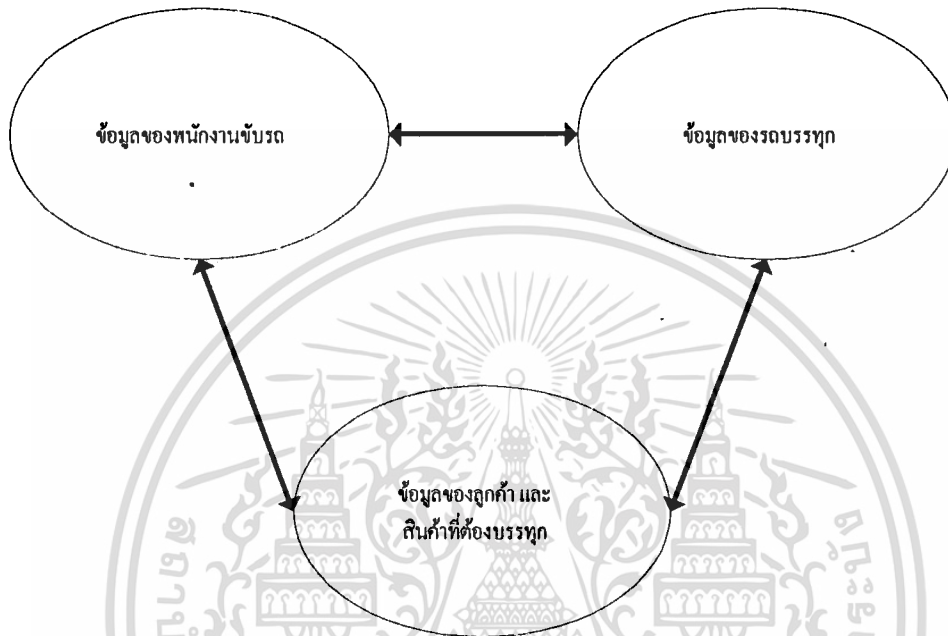 ข้อมูลของพนักงานขับรถ
ข้อมูลของรถบรรทุก
ข้อมูลของลูกค้า และ
สินค้าที่ต้องบรรทุก